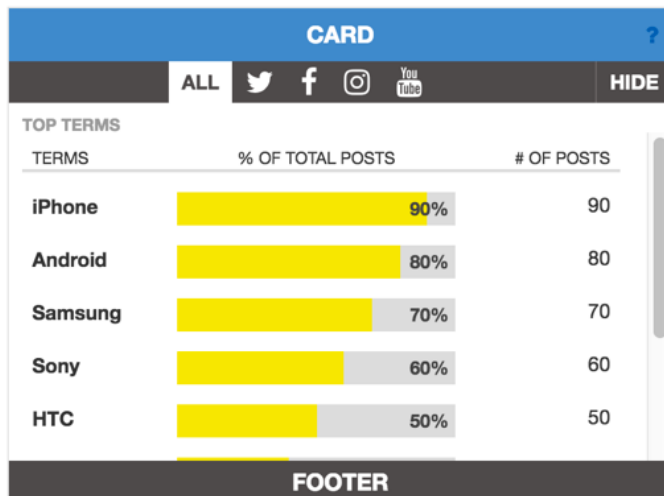 CARD ?
ALL You Tube HIDE
TOP TERMS
TERMS % OF TOTAL POSTS # OF POSTS
iPhone 90% 90
Android 80% 80
Samsung 70% 70
Sony 60% 60
HTC 50% 50
FOOTER